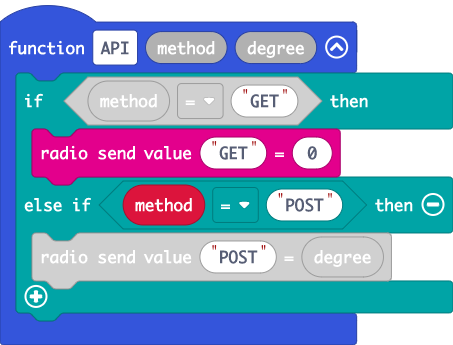 function API method degree
if method = "GET" then
radio send value "GET" = 0
else if method = "POST" then
radio send value "POST" = degree